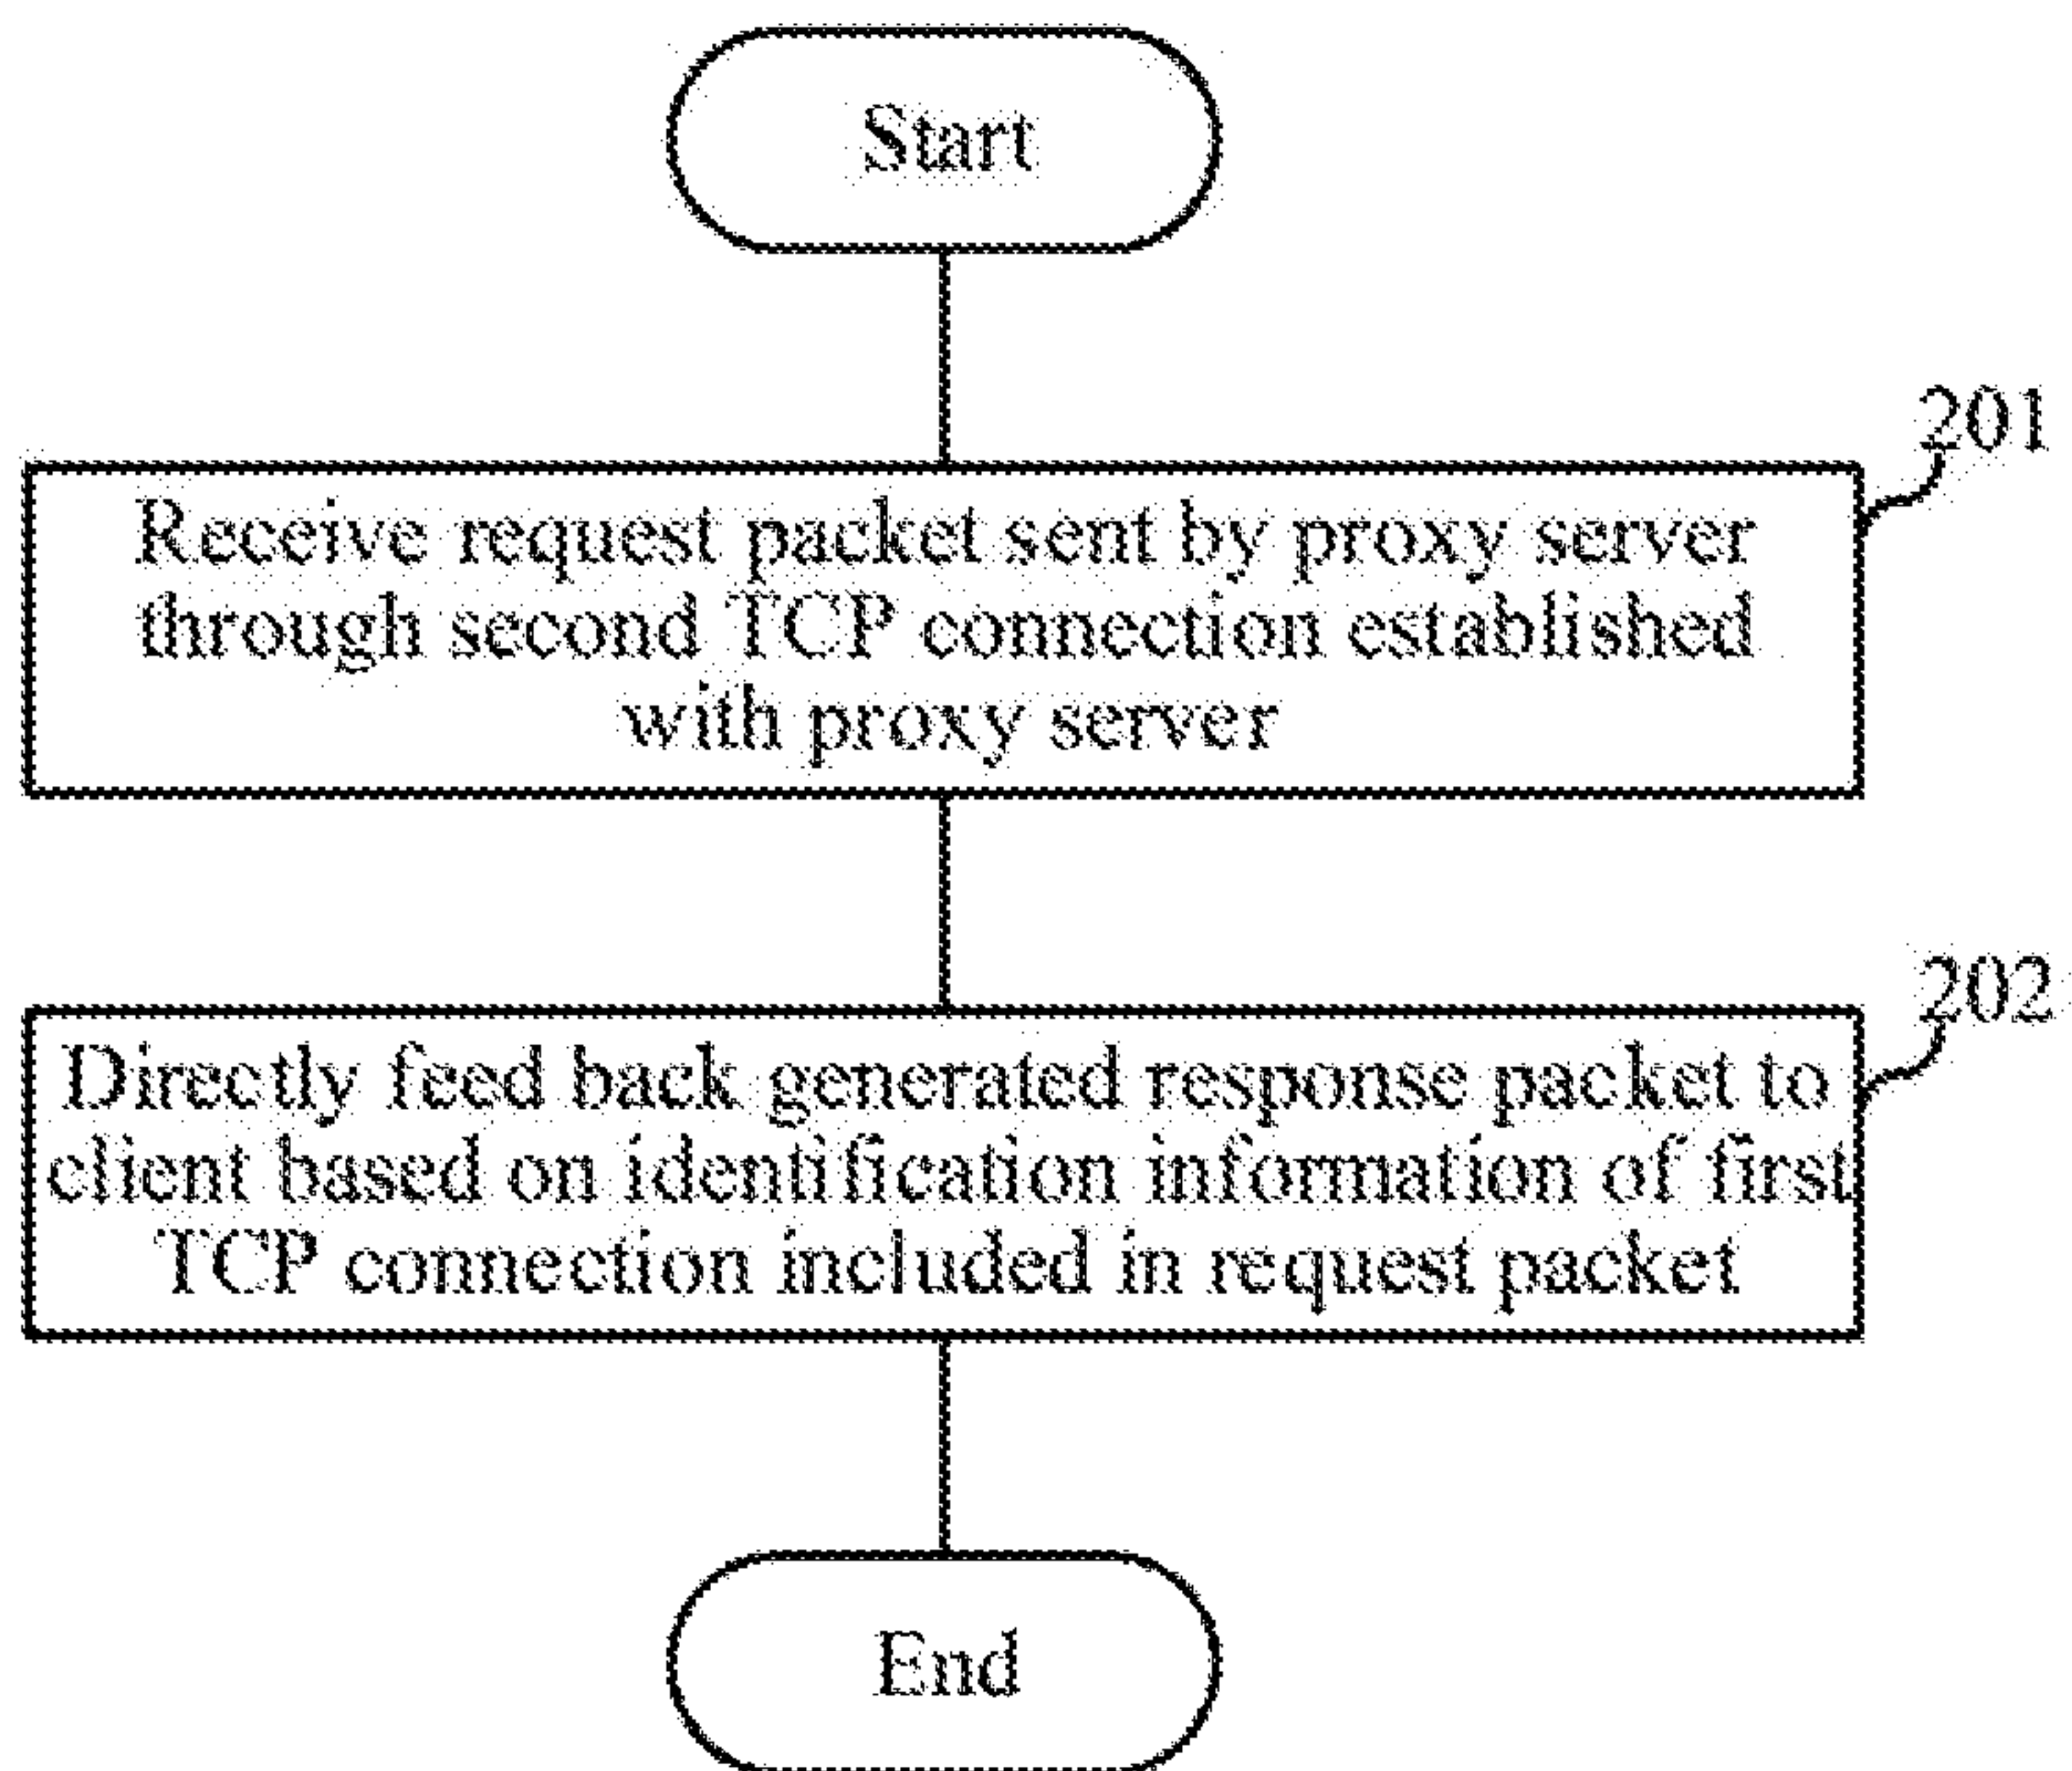 Start
201
Receive request packet sent by proxy server
through second TCP connection established
with proxy server
202
Directly feed back generated response packet to
client based on identification information of first
TCP connection included in request packet
End